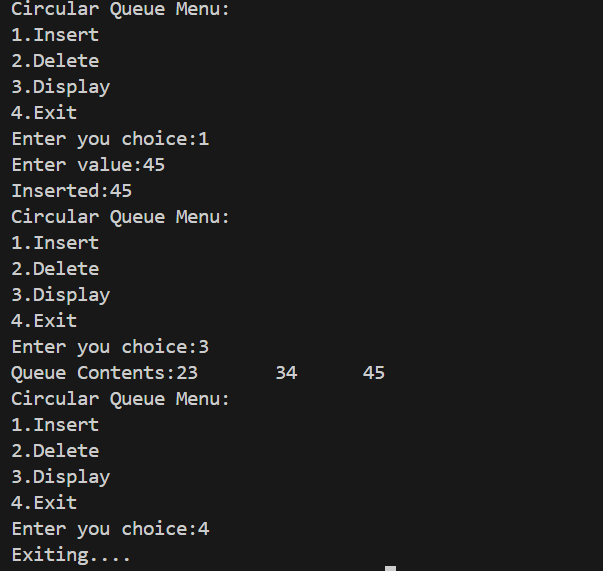 Circular Queue Menu:
1.Insert
2.Delete
3.Display
4.Exit
Enter you choice:1
Enter value:45
Inserted:45
Circular Queue Menu:
1.Insert
2.Delete
3.Display
4.Exit
Enter you choice:3
Queue Contents:23	34	45
Circular Queue Menu:
1.Insert
2.Delete
3.Display
4.Exit
Enter you choice:4
Exiting....